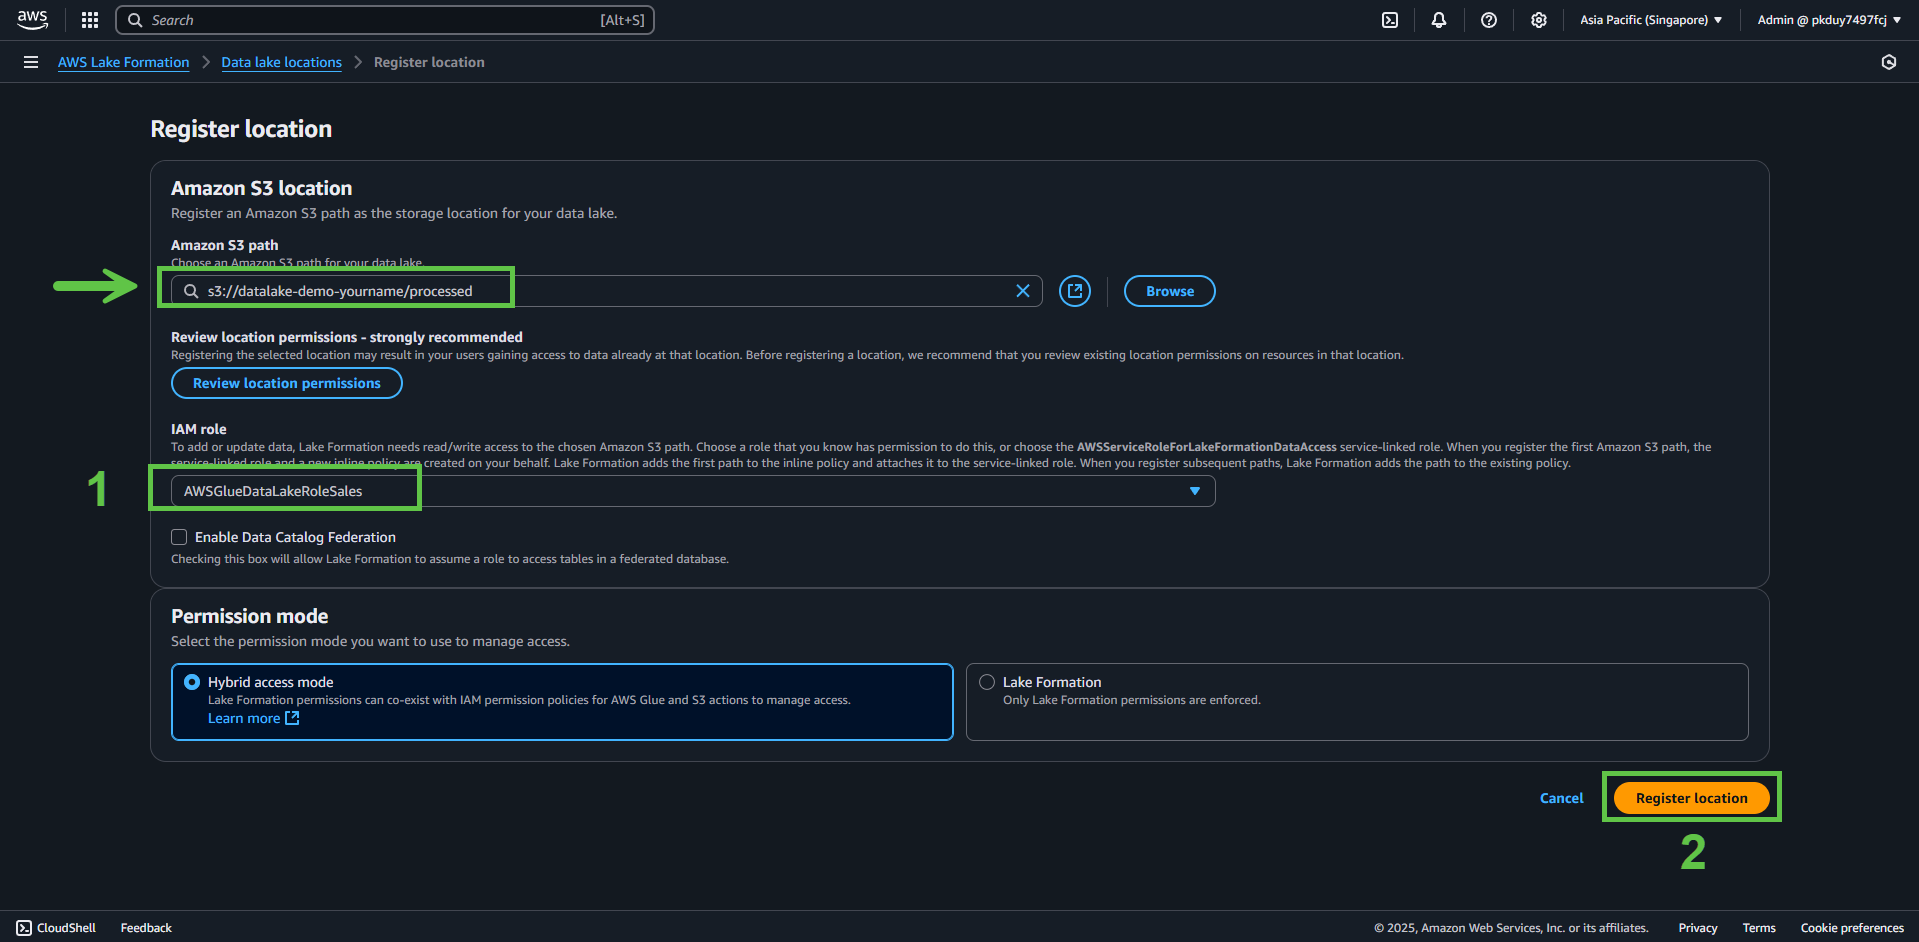 aws
Search
[Alt+S]
Asia Pacific (Singapore)
Admin @ pkduy7497fcj
AWS Lake Formation
Data lake locations
Register location
Register location
Amazon S3 location
Register an Amazon S3 path as the storage location for your data lake.
Amazon S3 path
Choose an Amazon S3 path for your data lake.
s3://datalake-demo-yourname/processed
Browse
Review location permissions - strongly recommended
Registering the selected location may result in your users gaining access to data already at that location. Before registering a location, we recommend that you review existing location permissions on resources in that location.
Review location permissions
IAM role
To add or update data, Lake Formation needs read/write access to the chosen Amazon S3 path. Choose a role that you know has permission to do this, or choose the AWSServiceRoleForLakeFormationDataAccess service-linked role. When you register the first Amazon S3 path, the
service-linked role and a new inline policy are created on your behalf. Lake Formation adds the first path to the inline policy and attaches it to the service-linked role. When you register subsequent paths, Lake Formation adds the path to the existing policy.
1
AWSGlueDataLakeRoleSales
Enable Data Catalog Federation
Checking this box will allow Lake Formation to assume a role to access tables in a federated database.
Permission mode
Select the permission mode you want to use to manage access.
Hybrid access mode
Lake Formation permissions can co-exist with IAM permission policies for AWS Glue and S3 actions to manage access.
Learn more
Lake Formation
Only Lake Formation permissions are enforced.
Cancel
Register location
2
CloudShell
Feedback
© 2025, Amazon Web Services, Inc. or its affiliates.
Privacy
Terms
Cookie preferences